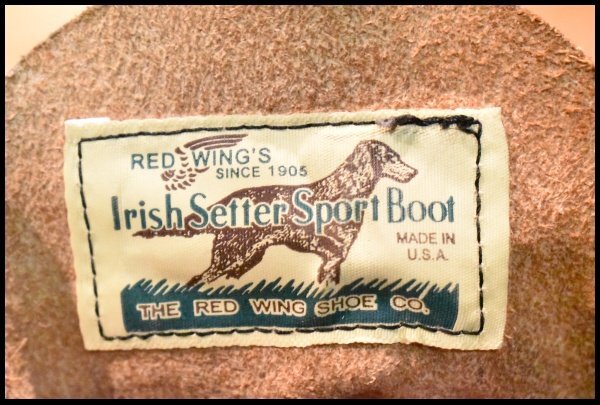 RED WING'S
SINCE 1905
Irish Setter Sport Boot
MADE IN
U.S.A.
THE RED WING SHOE CO.